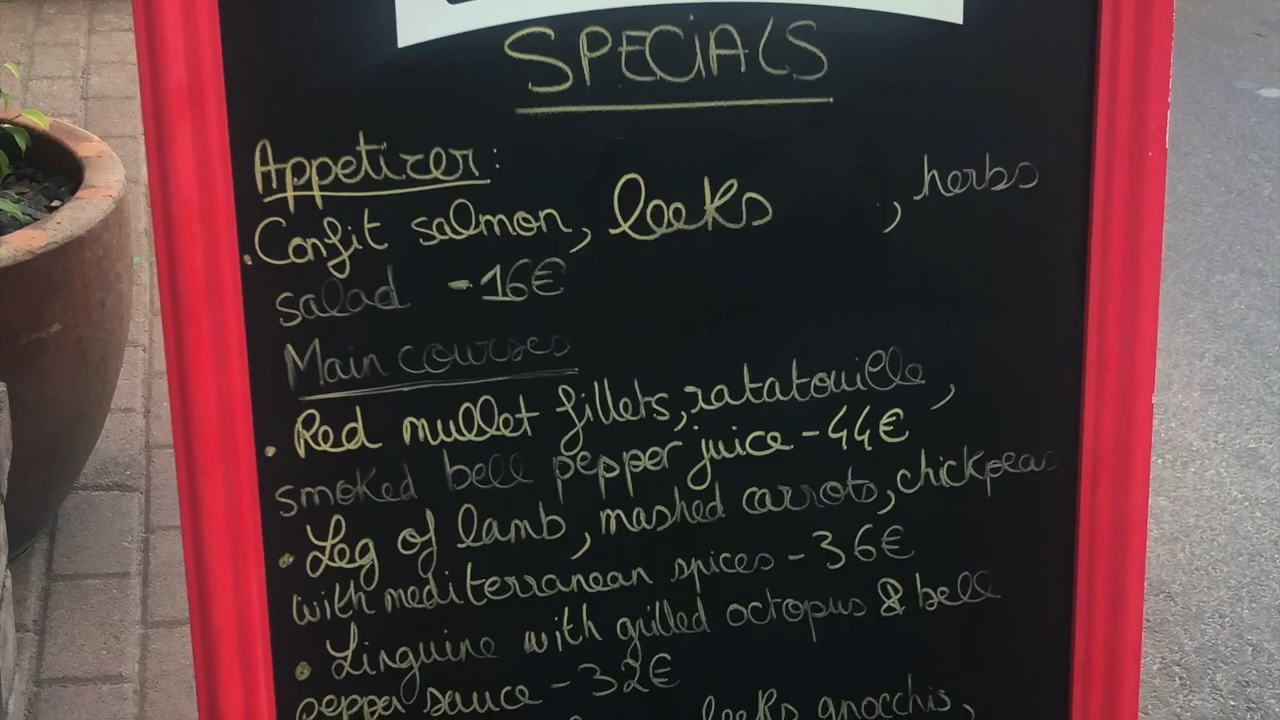 SPECIALS
Appetizer:
. Confit salmon, leeks , herbs
salad - 16€
Main courses
. Red mullet fillets, ratatouille,
smoked bell pepper juice - 44€
. Leg of lamb, mashed carrots, chickpeas
with mediterranean spices - 36€
. Linguine with grilled octopus & bell
pepper sauce - 32€
leeks gnocchis,